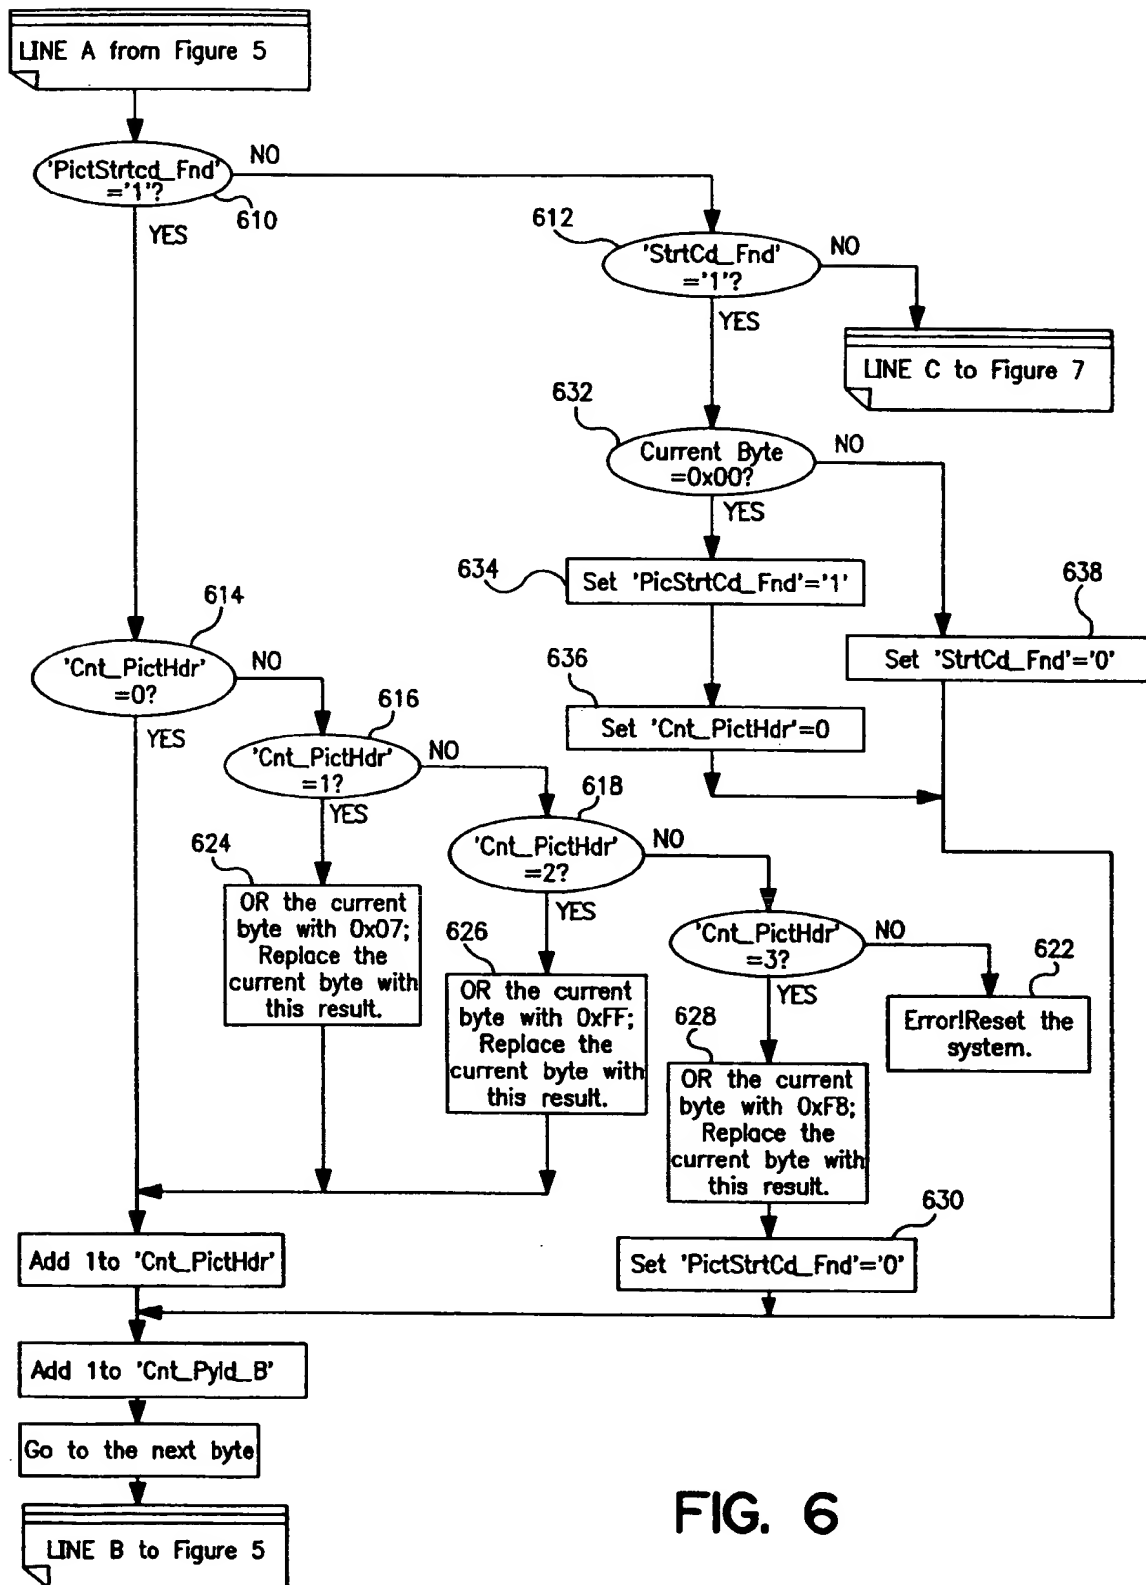 LINE A from Figure 5
'PictStrtcd_Fnd'
='1'?
NO
610
YES
612
'StrtCd_Fnd'
='1'?
NO
YES
LINE C to Figure 7
632
Current Byte
=0x00?
NO
YES
634
Set 'PicStrtCd_Fnd'='1'
638
Set 'StrtCd_Fnd'='0'
636
Set 'Cnt_PictHdr'=0
614
'Cnt_PictHdr'
=0?
NO
YES
616
'Cnt_PictHdr'
=1?
NO
YES
618
'Cnt_PictHdr'
=2?
NO
YES
624
OR the current
byte with 0x07;
Replace the
current byte with
this result.
626
OR the current
byte with 0xFF;
Replace the
current byte with
this result.
'Cnt_PictHdr'
=3?
NO
YES
622
Error!Reset the
system.
628
OR the current
byte with 0xF8;
Replace the
current byte with
this result.
630
Set 'PictStrtCd_Fnd'='0'
Add 1to 'Cnt_PictHdr'
Add 1to 'Cnt_Pyld_B'
Go to the next byte
LINE B to Figure 5
FIG. 6